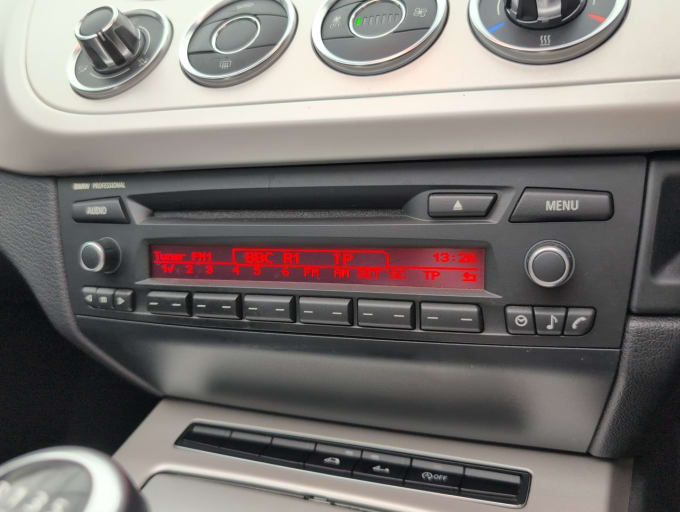 BMW PROFESSIONAL
AUDIO
MENU
Tuner FM1 BBC R1 TP 13:26
1/ 2 3 4 5 6 FM AM SET SC TP
OFF